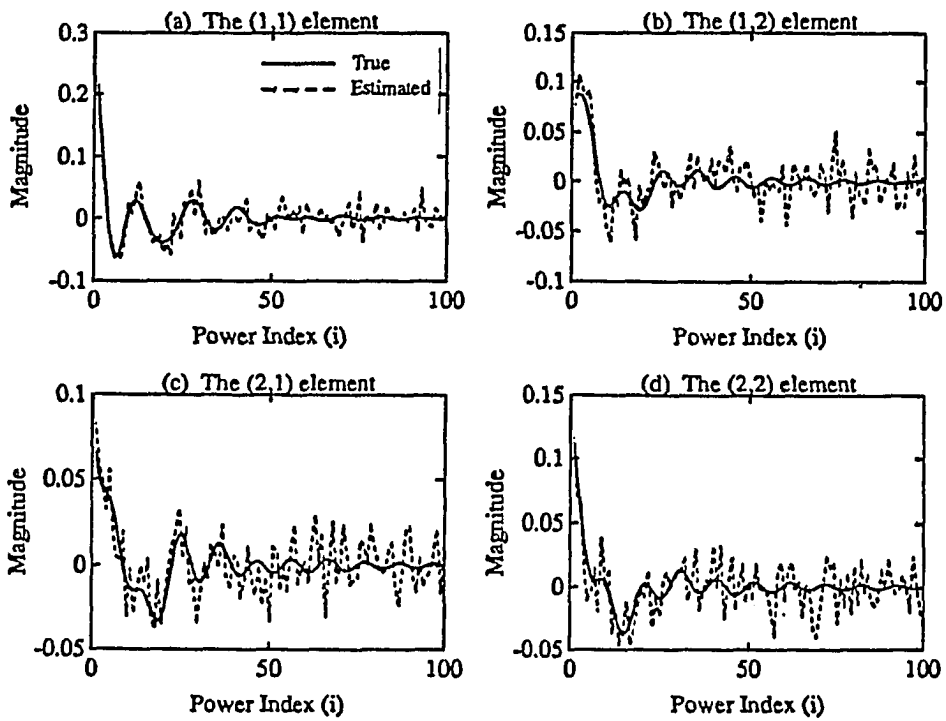 (a) The (1,1) element
0.3
0.2
0.1
0
-0.1
Magnitude
True
Estimated
0
50
100
Power Index (i)
(b) The (1,2) element
0.15
0.1
0.05
0
-0.05
-0.1
Magnitude
0
50
100
Power Index (i)
(c) The (2,1) element
0.1
0.05
0
-0.05
Magnitude
0
50
100
Power Index (i)
(d) The (2,2) element
0.15
0.1
0.05
0
-0.05
Magnitude
0
50
100
Power Index (i)